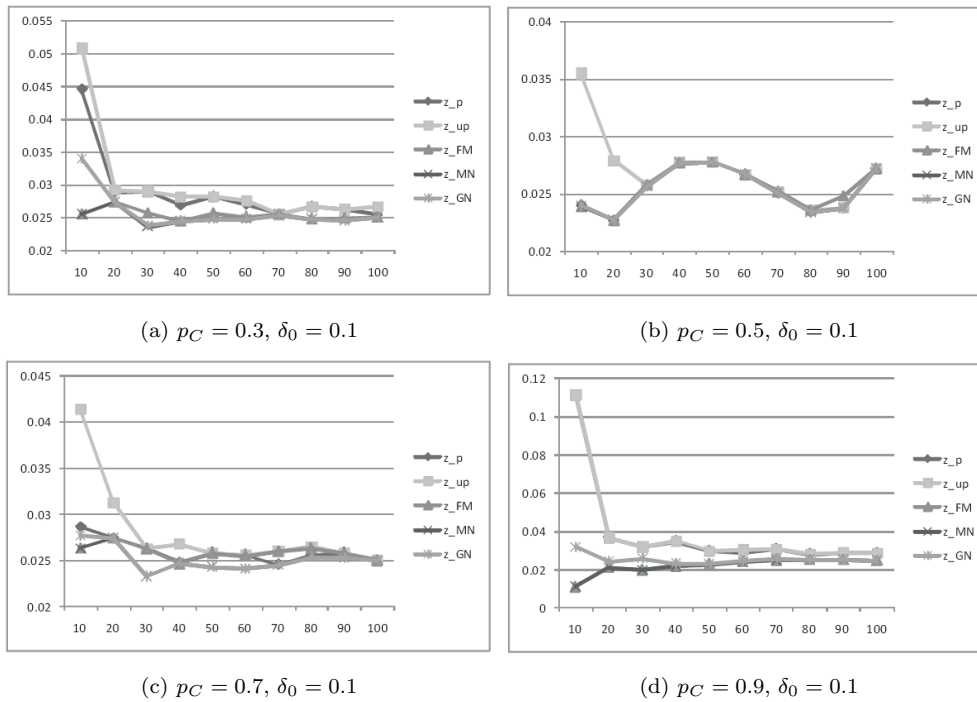 0.055
0.05
0.045
0.04
0.035
0.03
0.025
0.02
10 20 30 40 50 60 70 80 90 100
z_p
z_up
z_FM
z_MN
z_GN
(a) p_C = 0.3, δ_0 = 0.1
0.04
0.035
0.03
0.025
0.02
10 20 30 40 50 60 70 80 90 100
z_p
z_up
z_FM
z_MN
z_GN
(b) p_C = 0.5, δ_0 = 0.1
0.045
0.04
0.035
0.03
0.025
0.02
10 20 30 40 50 60 70 80 90 100
z_p
z_up
z_FM
z_MN
z_GN
(c) p_C = 0.7, δ_0 = 0.1
0.12
0.1
0.08
0.06
0.04
0.02
0
10 20 30 40 50 60 70 80 90 100
z_p
z_up
z_FM
z_MN
z_GN
(d) p_C = 0.9, δ_0 = 0.1